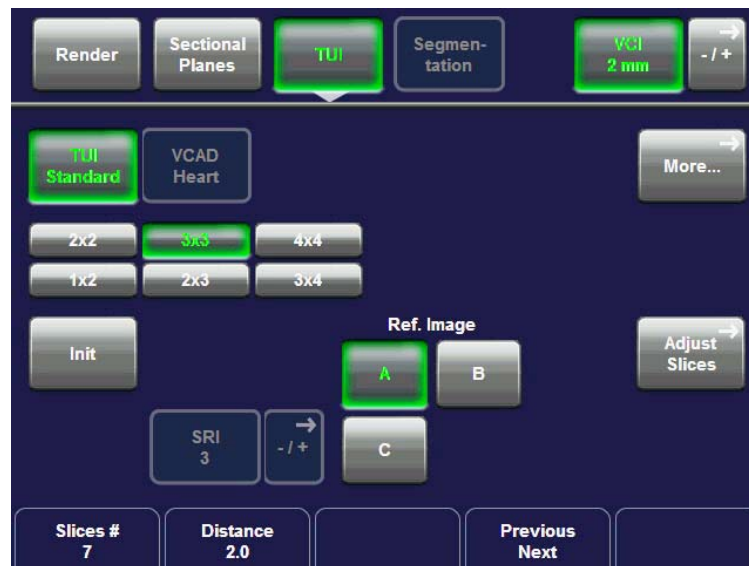 Render
Sectional
Planes
TUI
Segmen-
tation
VCI
2 mm
- / +
TUI
Standard
VCAD
Heart
More...
2x2
3x3
4x4
1x2
2x3
3x4
Init
Ref. Image
A
B
Adjust
Slices
SRI
3
- / +
C
Slices #
7
Distance
2.0
Previous
Next